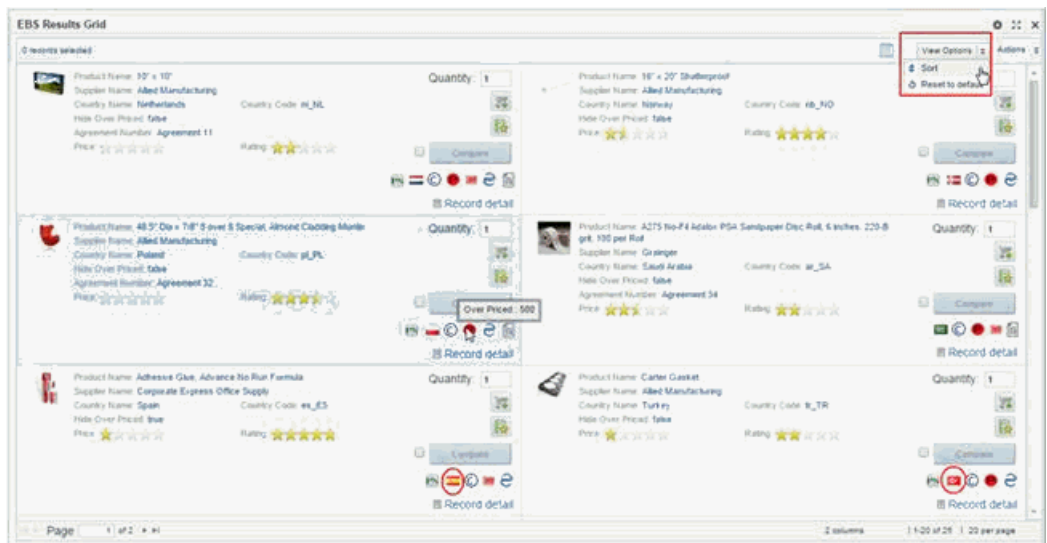 EBS Results Grid
0 records selected
View Options
Actions
Sort
Reset to default
Product Name: 10" x 10"
Supplier Name: Allied Manufacturing
Country Name: Netherlands Country Code: nl_NL
Hide Over Priced: false
Agreement Number: Agreement 11
Price: Rating:
Quantity: 1
Compare
Record detail
Product Name: 16" x 20" Shatterproof
Supplier Name: Allied Manufacturing
Country Name: Norway Country Code: nb_NO
Hide Over Priced: false
Price: Rating:
Compare
Record detail
Product Name: 48.5" Dia x 7/8" 8 over 8 Special, Almond Cladding Muntin
Supplier Name: Allied Manufacturing
Country Name: Poland Country Code: pl_PL
Hide Over Priced: false
Agreement Number: Agreement 32
Price: Rating:
Quantity: 1
Over Priced : 500
Record detail
Product Name: A275 No-Fil Adalox PSA Sandpaper Disc Roll, 6 inches, 220-B
grit, 100 per Roll
Supplier Name: Grainger
Country Name: Saudi Arabia Country Code: ar_SA
Hide Over Priced: false
Agreement Number: Agreement 34
Price: Rating:
Quantity: 1
Compare
Record detail
Product Name: Adhesive Glue, Advance No Run Formula
Supplier Name: Corporate Express Office Supply
Country Name: Spain Country Code: es_ES
Hide Over Priced: true
Price: Rating:
Quantity: 1
Compare
Record detail
Product Name: Carter Gasket
Supplier Name: Allied Manufacturing
Country Name: Turkey Country Code: tr_TR
Hide Over Priced: false
Price: Rating:
Quantity: 1
Compare
Record detail
Page 1 of 2
2 columns
1-20 of 26 20 per page